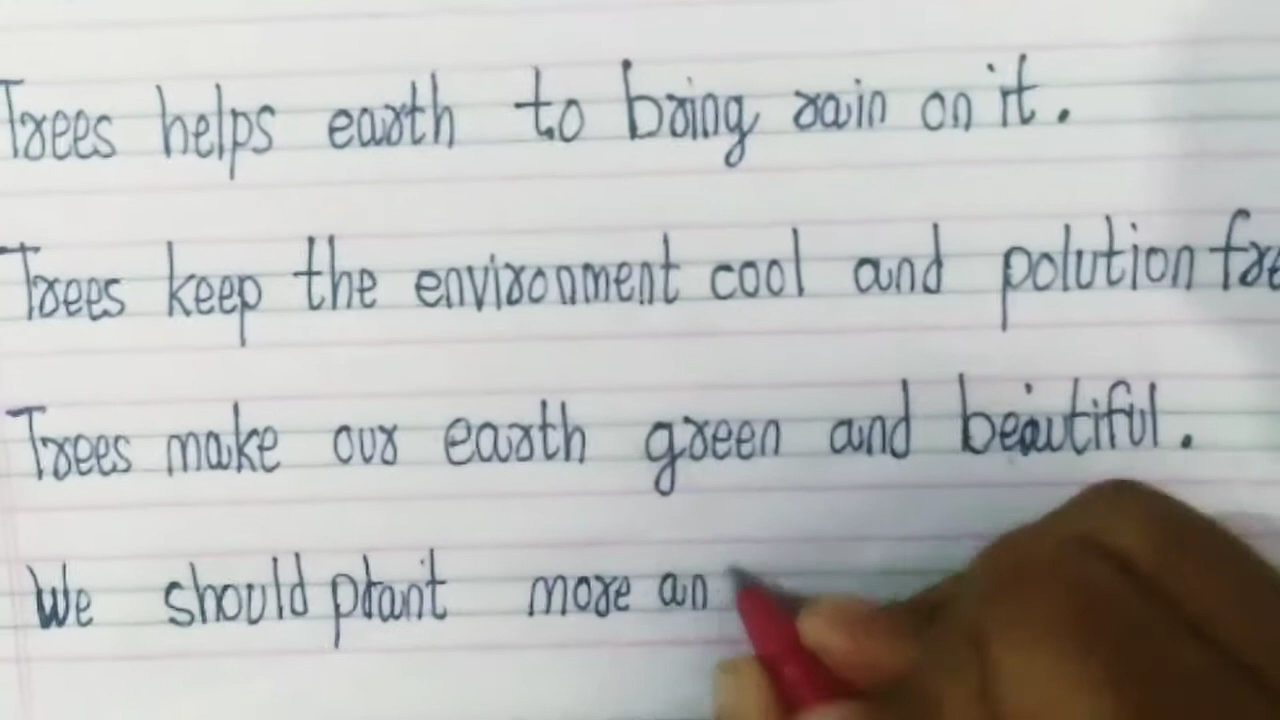 Trees helps earth to bring rain on it.
Trees keep the environment cool and polution fre
Trees make our earth green and beautiful.
We should plant more an